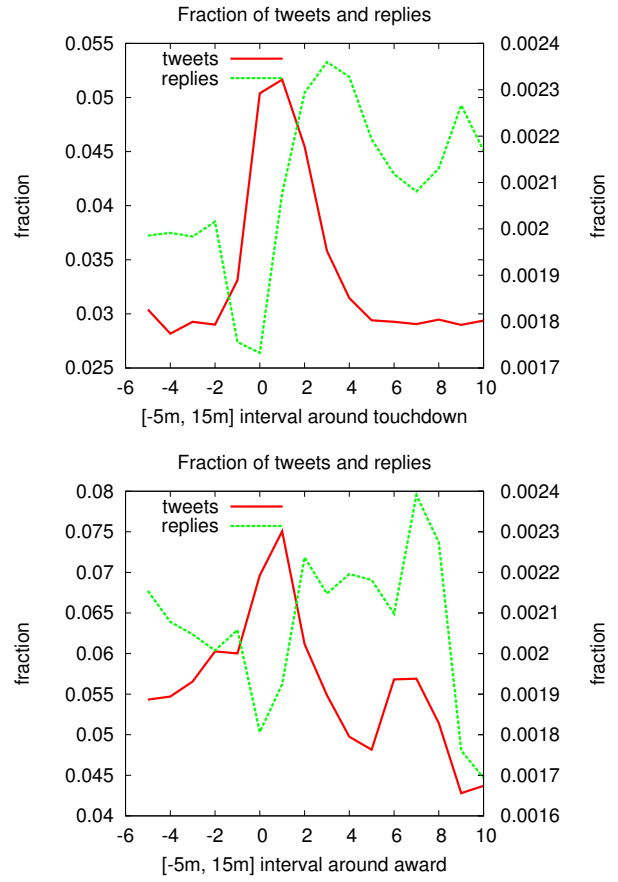 Fraction of tweets and replies
tweets
replies
0.055
0.05
0.045
0.04
0.035
0.03
0.025
fraction
0.0024
0.0023
0.0022
0.0021
0.002
0.0019
0.0018
0.0017
fraction
-6 -4 -2 0 2 4 6 8 10
[-5m, 15m] interval around touchdown
Fraction of tweets and replies
tweets
replies
0.08
0.075
0.07
0.065
0.06
0.055
0.05
0.045
0.04
fraction
0.0024
0.0023
0.0022
0.0021
0.002
0.0019
0.0018
0.0017
0.0016
fraction
-6 -4 -2 0 2 4 6 8 10
[-5m, 15m] interval around award